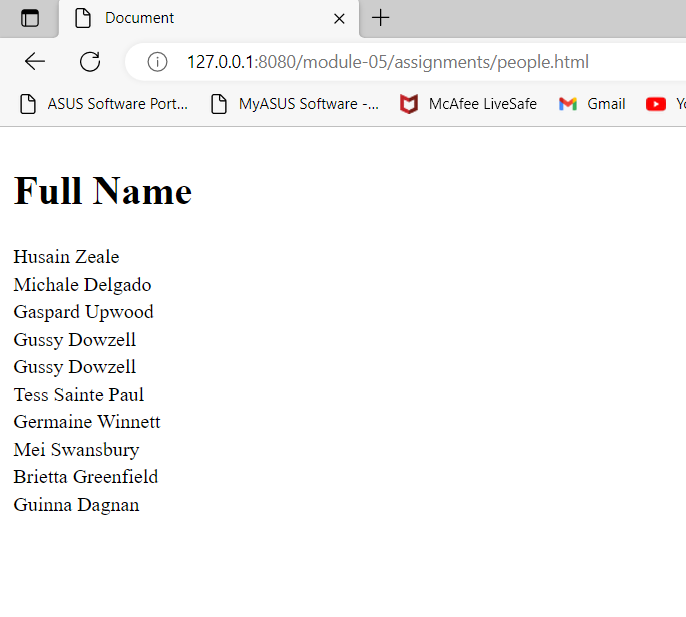 Document
127.0.0.1:8080/module-05/assignments/people.html
ASUS Software Port... MyASUS Software -... McAfee LiveSafe Gmail
Full Name
Husain Zeale
Michale Delgado
Gaspard Upwood
Gussy Dowzell
Gussy Dowzell
Tess Sainte Paul
Germaine Winnett
Mei Swansbury
Brietta Greenfield
Guinna Dagnan